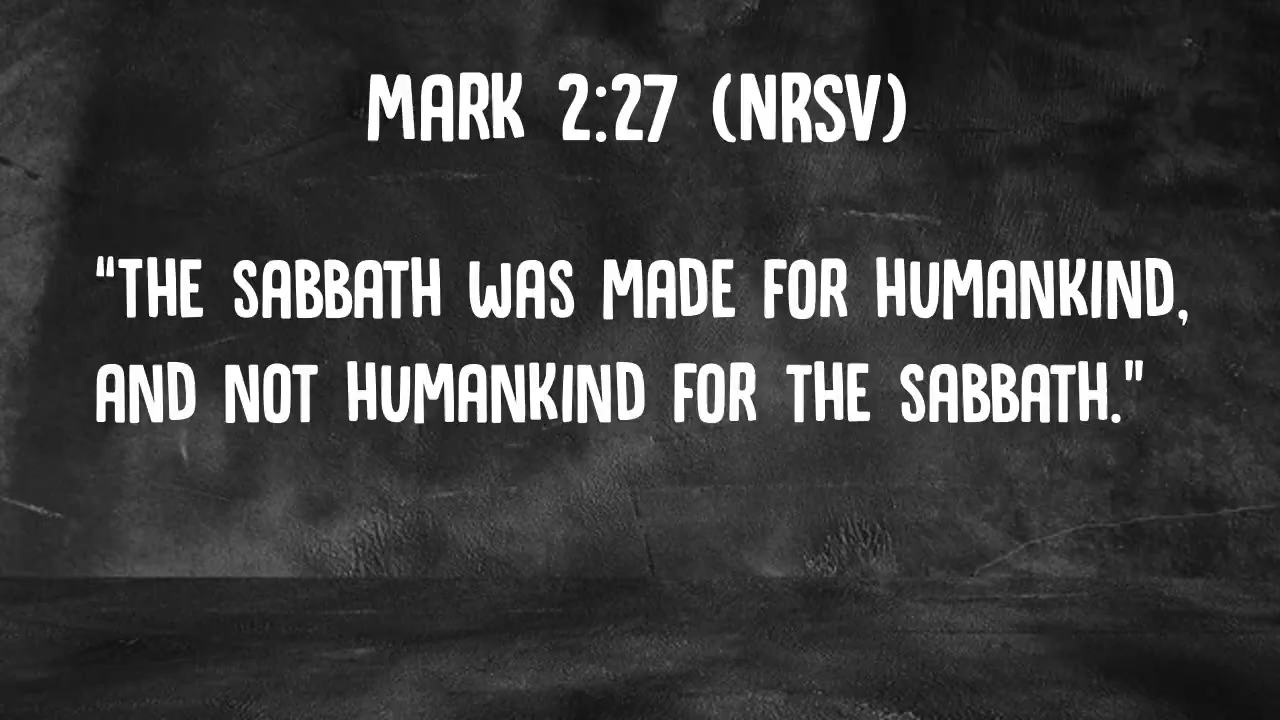 MARK 2:27 (NRSV)
"THE SABBATH WAS MADE FOR HUMANKIND,
AND NOT HUMANKIND FOR THE SABBATH."